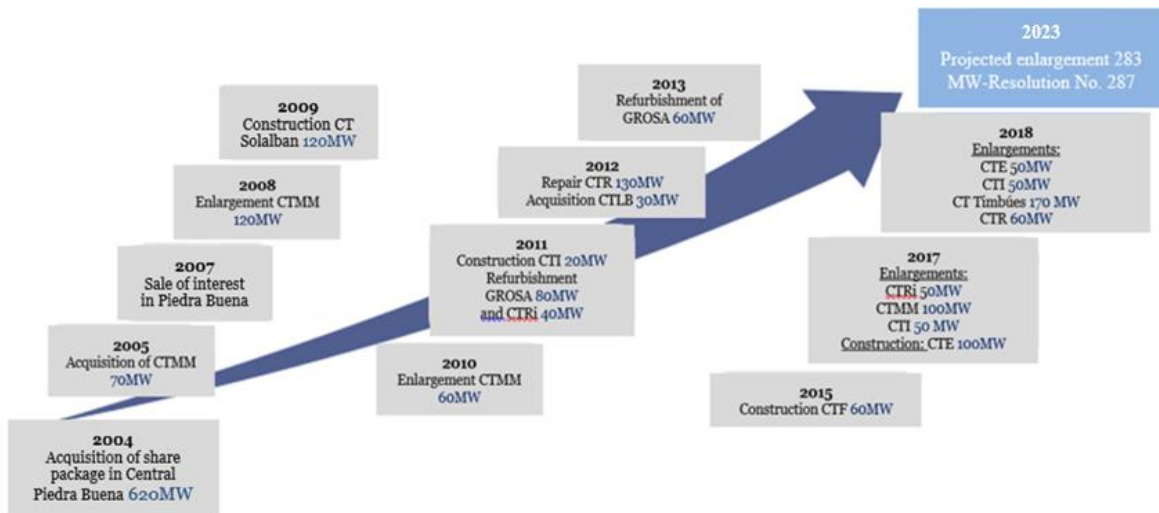 2004
Acquisition of share
package in Central
Piedra Buena 620MW
2005
Acquisition of CTMM
70MW
2007
Sale of interest
in Piedra Buena
2008
Enlargement CTMM
120MW
2009
Construction CT
Solalban 120MW
2010
Enlargement CTMM
60MW
2011
Construction CTI 20MW
Refurbishment
GROSA 80MW
and CTRi 40MW
2012
Repair CTR 130MW
Acquisition CTLB 30MW
2013
Refurbishment of
GROSA 60MW
2015
Construction CTF 60MW
2017
Enlargements:
CTRi 50MW
CTMM 100MW
CTI 50 MW
Construction: CTE 100MW
2018
Enlargements:
CTE 50MW
CTI 50MW
CT Timbúes 170 MW
CTR 60MW
2023
Projected enlargement 283
MW-Resolution No. 287